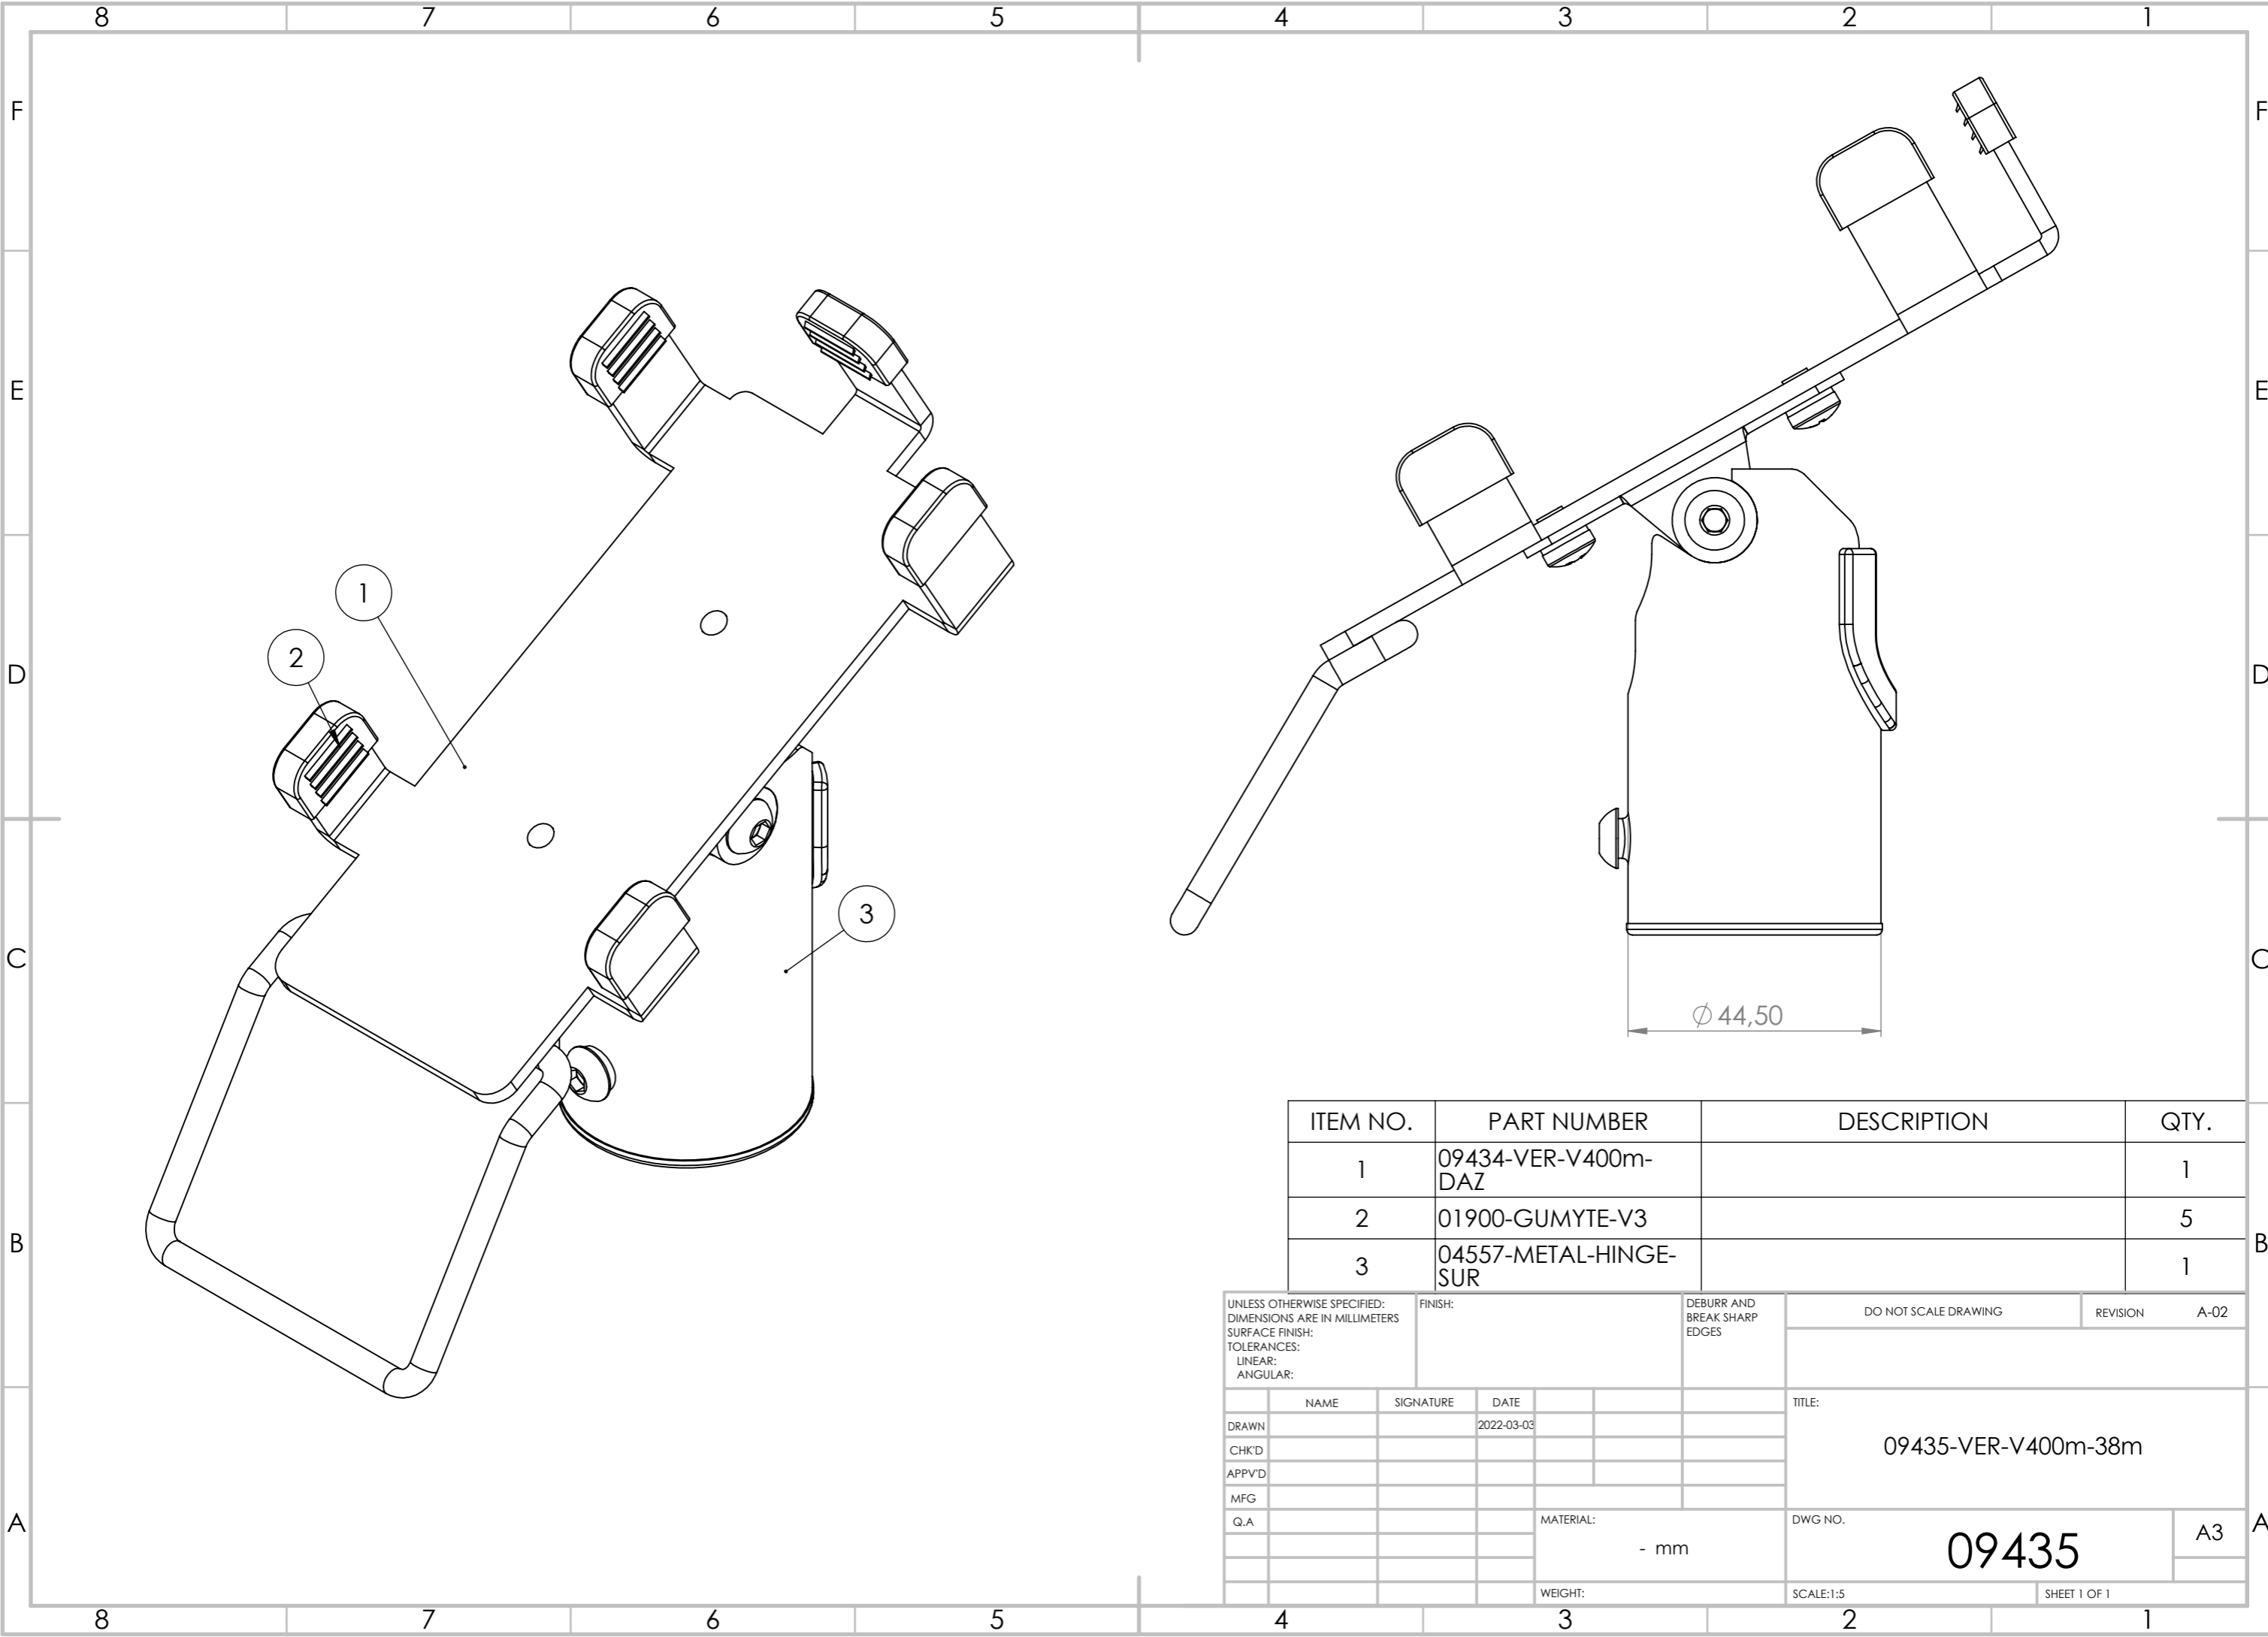 8 7 6 5 4 3 2 1
F F
E E
D D
C C
B B
A A
1
2
3
∅ 44,50
ITEM NO. PART NUMBER DESCRIPTION QTY.
1 09434-VER-V400m-DAZ 1
2 01900-GUMYTE-V3 5
3 04557-METAL-HINGE-SUR 1
UNLESS OTHERWISE SPECIFIED:
DIMENSIONS ARE IN MILLIMETERS
SURFACE FINISH:
TOLERANCES:
LINEAR:
ANGULAR:
FINISH:
DEBURR AND
BREAK SHARP
EDGES
DO NOT SCALE DRAWING
REVISION A-02
NAME SIGNATURE DATE
DRAWN 2022-03-03
CHK'D
APPV'D
MFG
Q.A
TITLE:
09435-VER-V400m-38m
MATERIAL:
- mm
DWG NO.
09435
A3
WEIGHT:
SCALE:1:5
SHEET 1 OF 1
8 7 6 5 4 3 2 1